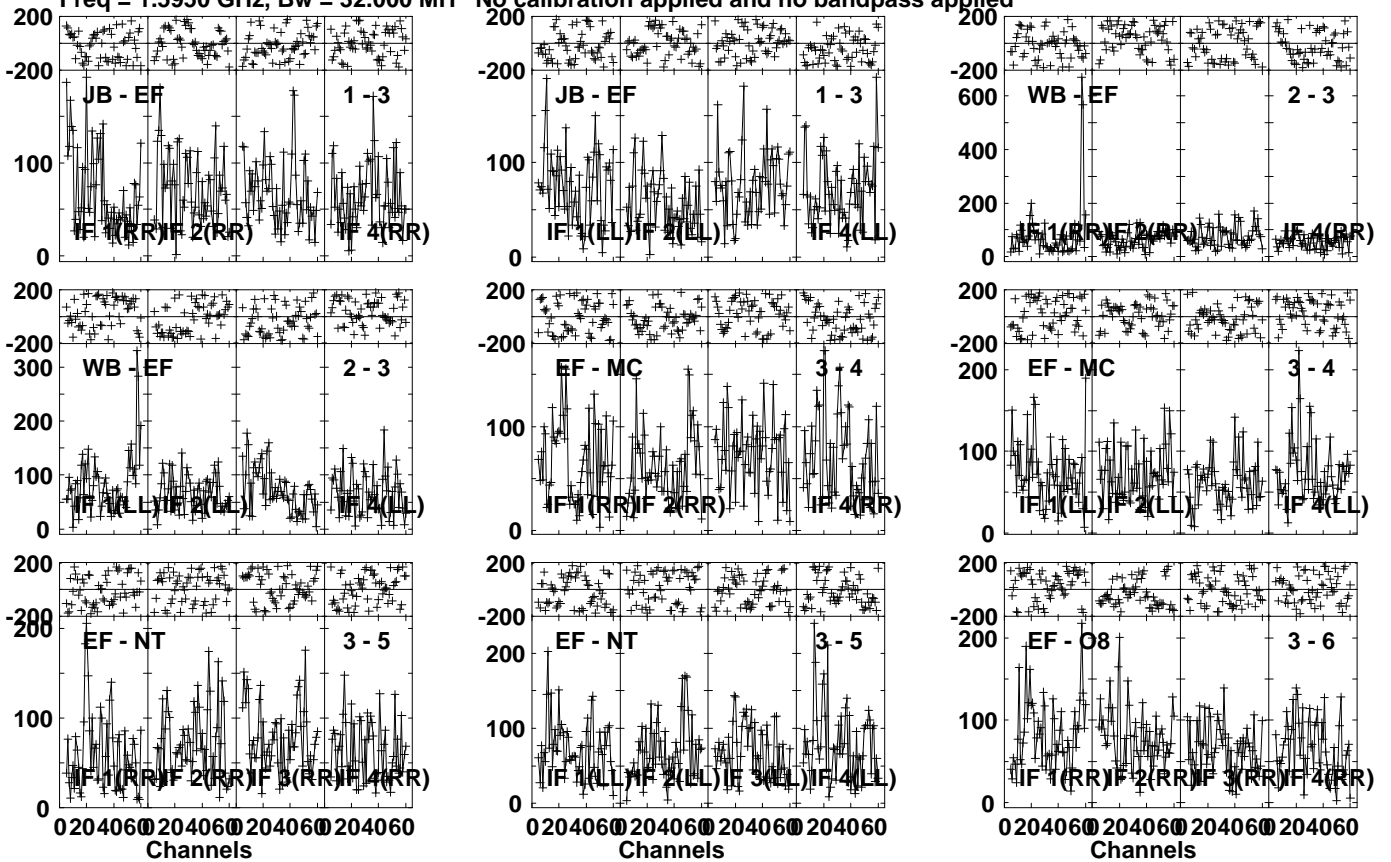 Freq = 1.5950 GHz, Bw = 32.000 MH No calibration applied and no bandpass applied
200
-200
JB - EF 1 - 3
100
0
IF 1(RR) IF 2(RR) IF 4(RR)
JB - EF 1 - 3
200
100
0
IF 1(LL) IF 2(LL) IF 4(LL)
200
-200
WB - EF 2 - 3
600
400
200
0
IF 1(RR) IF 2(RR) IF 4(RR)
200
-200
WB - EF 2 - 3
300
200
100
0
IF 1(LL) IF 2(LL) IF 4(LL)
EF - MC 3 - 4
100
0
IF 1(RR) IF 2(RR) IF 4(RR)
200
-200
EF - MC 3 - 4
200
100
0
IF 1(LL) IF 2(LL) IF 4(LL)
200
-200
EF - NT 3 - 5
200
100
0
IF 1(RR) IF 2(RR) IF 3(RR) IF 4(RR)
0 20 40 60 0 20 40 60 0 20 40 60 0 20 40 60
Channels
EF - NT 3 - 5
200
100
0
IF 1(LL) IF 2(LL) IF 3(LL) IF 4(LL)
0 20 40 60 0 20 40 60 0 20 40 60 0 20 40 60
Channels
200
-200
EF - O8 3 - 6
200
100
0
IF 1(RR) IF 2(RR) IF 3(RR) IF 4(RR)
0 20 40 60 0 20 40 60 0 20 40 60 0 20 40 60
Channels